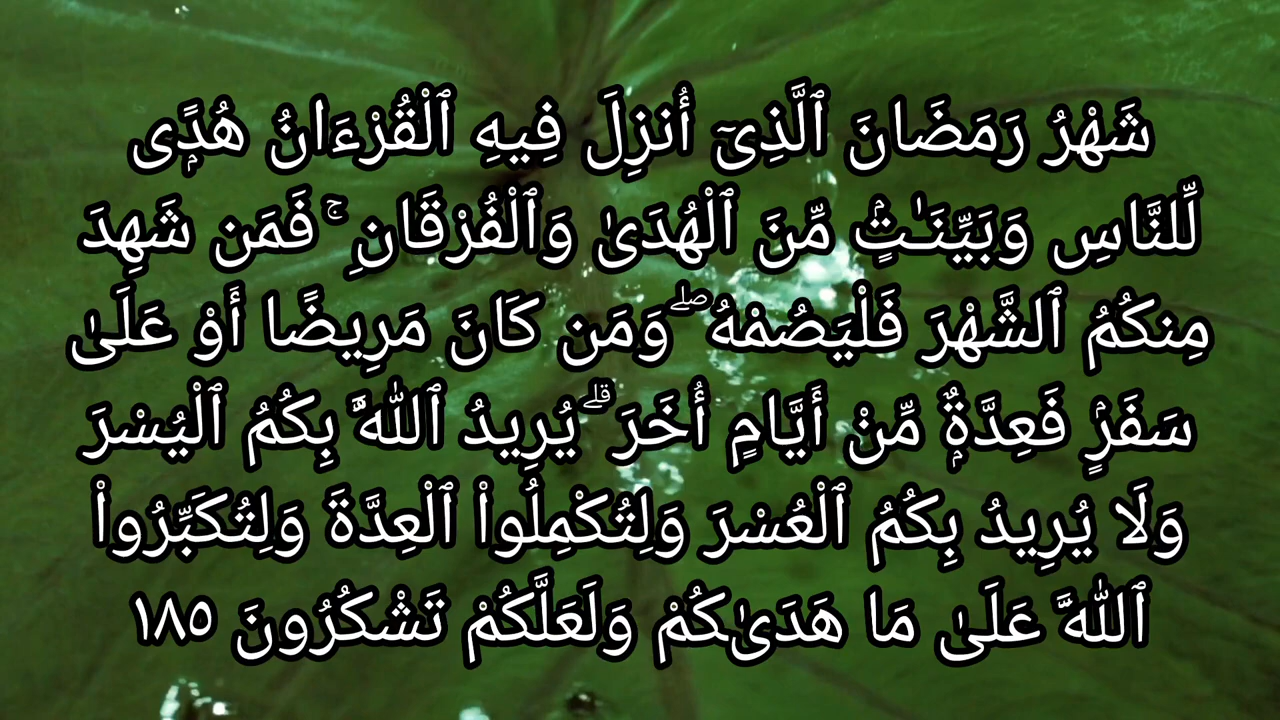 شَهْرُ رَمَضَانَ ٱلَّذِىٓ أُنزِلَ فِيهِ ٱلْقُرْءَانُ هُدًۭى
لِّلنَّاسِ وَبَيِّنَـٰتٍۢ مِّنَ ٱلْهُدَىٰ وَٱلْفُرْقَانِ ۚ فَمَن شَهِدَ
مِنكُمُ ٱلشَّهْرَ فَلْيَصُمْهُ ۖ وَمَن كَانَ مَرِيضًا أَوْ عَلَىٰ
سَفَرٍۢ فَعِدَّةٌۭ مِّنْ أَيَّامٍ أُخَرَ ۗ يُرِيدُ ٱللَّهُ بِكُمُ ٱلْيُسْرَ
وَلَا يُرِيدُ بِكُمُ ٱلْعُسْرَ وَلِتُكْمِلُوا۟ ٱلْعِدَّةَ وَلِتُكَبِّرُوا۟
ٱللَّهَ عَلَىٰ مَا هَدَىٰكُمْ وَلَعَلَّكُمْ تَشْكُرُونَ ١٨٥